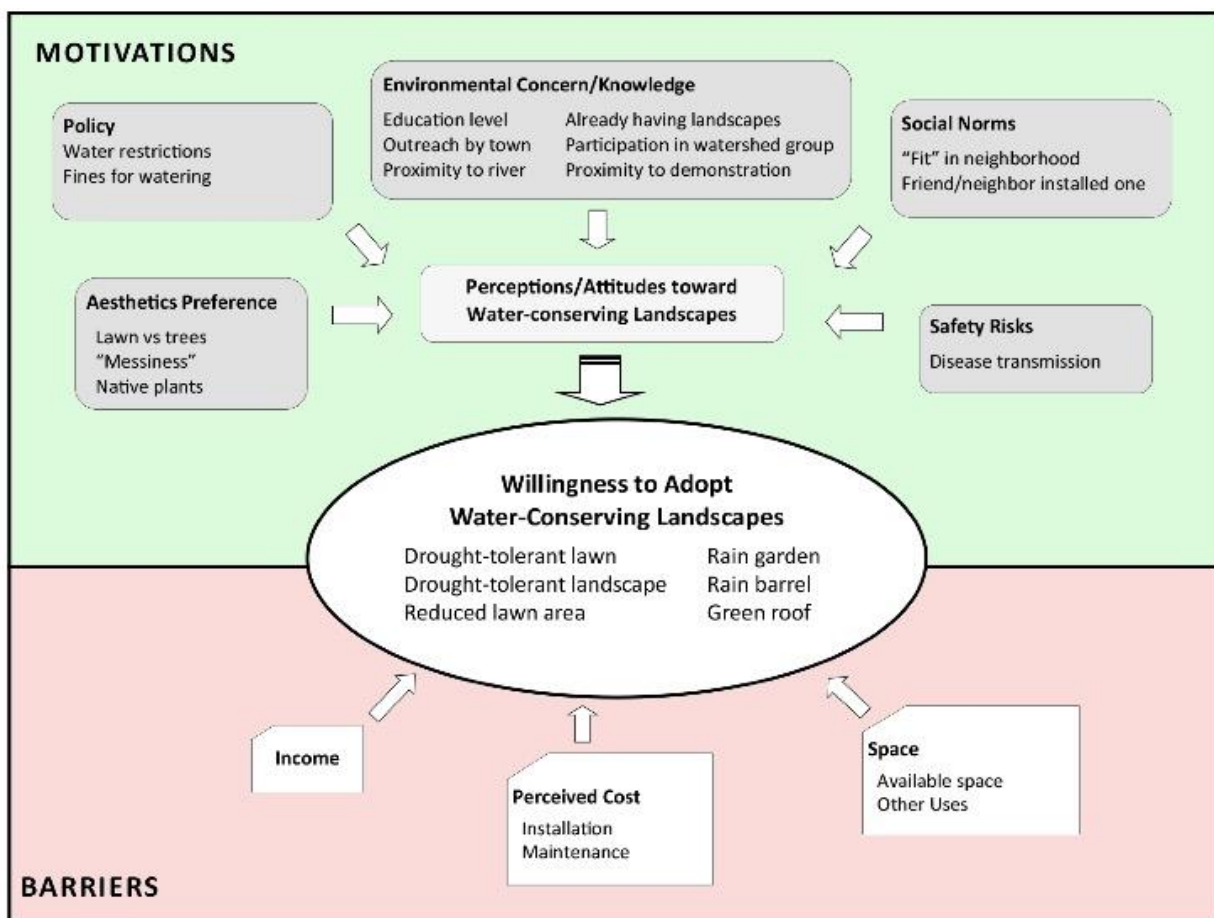 MOTIVATIONS
Policy
Water restrictions
Fines for watering
Environmental Concern/Knowledge
Education level
Outreach by town
Proximity to river
Already having landscapes
Participation in watershed group
Proximity to demonstration
Social Norms
“Fit” in neighborhood
Friend/neighbor installed one
Aesthetics Preference
Lawn vs trees
“Messiness”
Native plants
Perceptions/Attitudes toward
Water-conserving Landscapes
Safety Risks
Disease transmission
Willingness to Adopt
Water-Conserving Landscapes
Drought-tolerant lawn
Drought-tolerant landscape
Reduced lawn area
Rain garden
Rain barrel
Green roof
Income
Perceived Cost
Installation
Maintenance
Space
Available space
Other Uses
BARRIERS